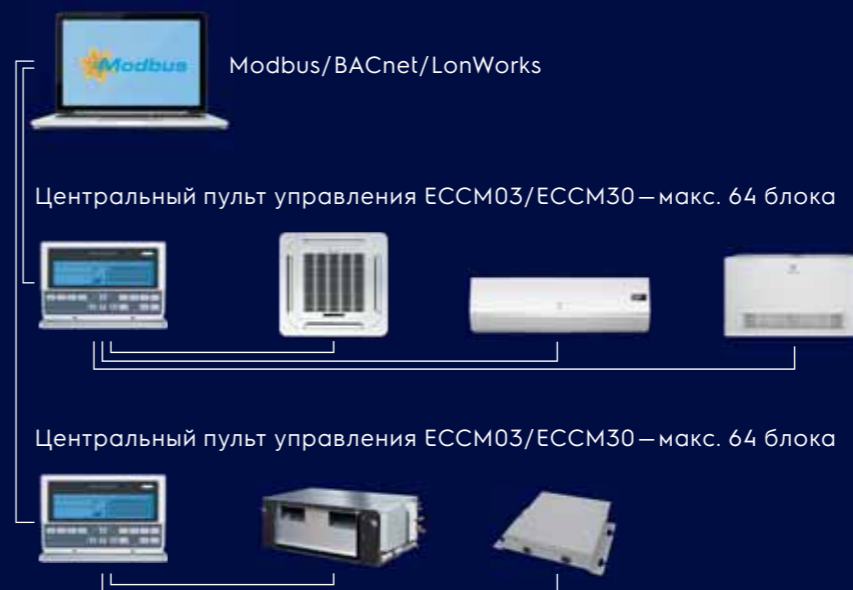 Modbus
Modbus/BACnet/LonWorks
Центральный пульт управления ECCM03/ECCM30—макс. 64 блока
Центральный пульт управления ECCM03/ECCM30—макс. 64 блока